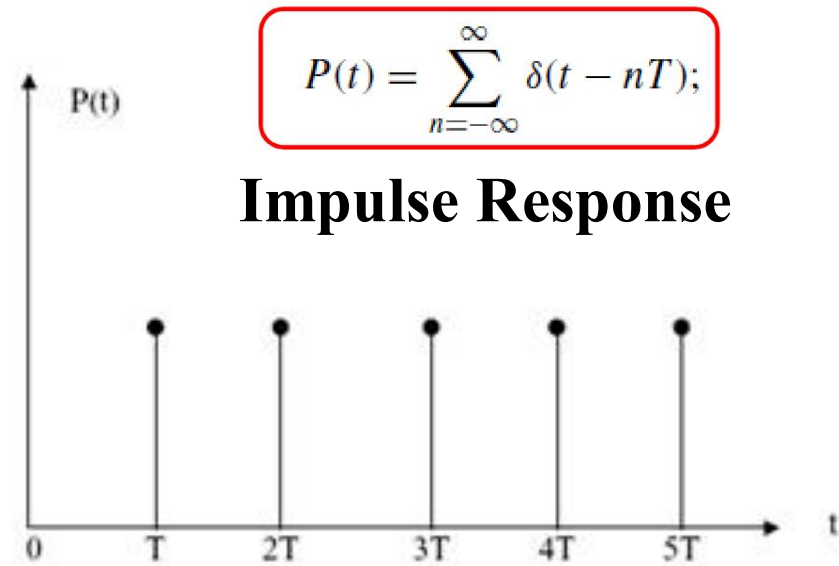 P(t) = ∞∑n=−∞ δ(t − nT);
P(t)
Impulse Response
t
0 T 2T 3T 4T 5T